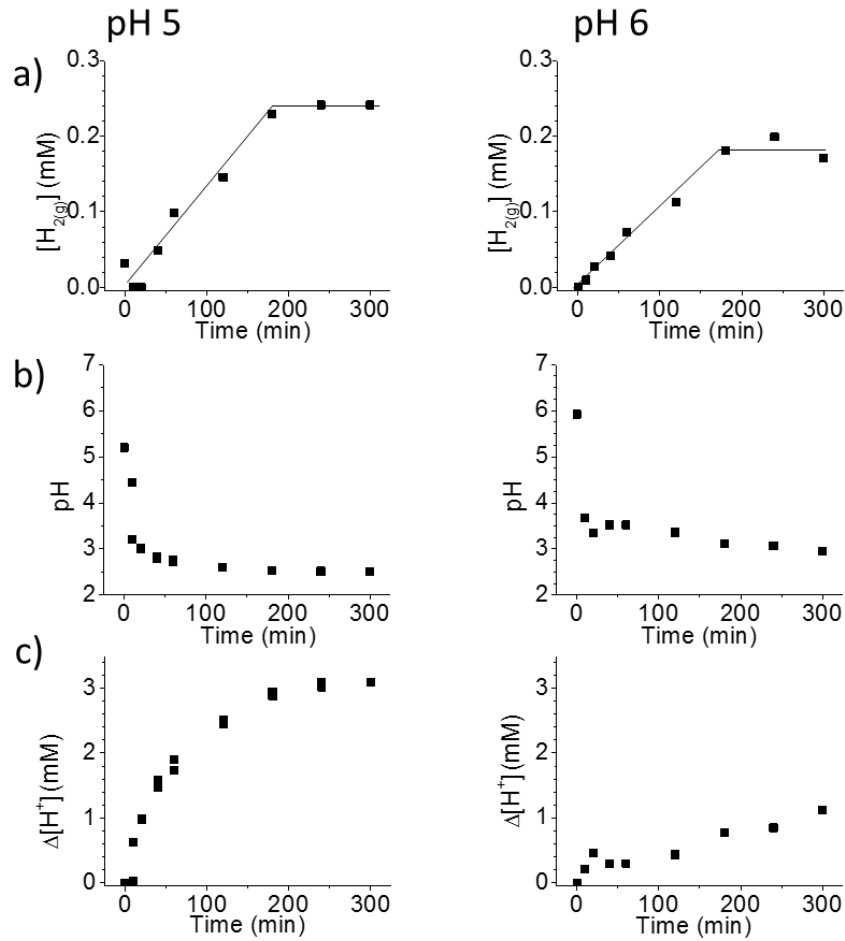 pH 5
pH 6
a)
[H2(g)] (mM)
0.3
0.2
0.1
0.0
0 100 200 300
Time (min)
[H2(g)] (mM)
0.3
0.2
0.1
0.0
0 100 200 300
Time (min)
b)
pH
7
6
5
4
3
2
0 100 200 300
Time (min)
pH
7
6
5
4
3
2
0 100 200 300
Time (min)
c)
Δ[H+] (mM)
3
2
1
0
0 100 200 300
Time (min)
Δ[H+] (mM)
3
2
1
0
0 100 200 300
Time (min)